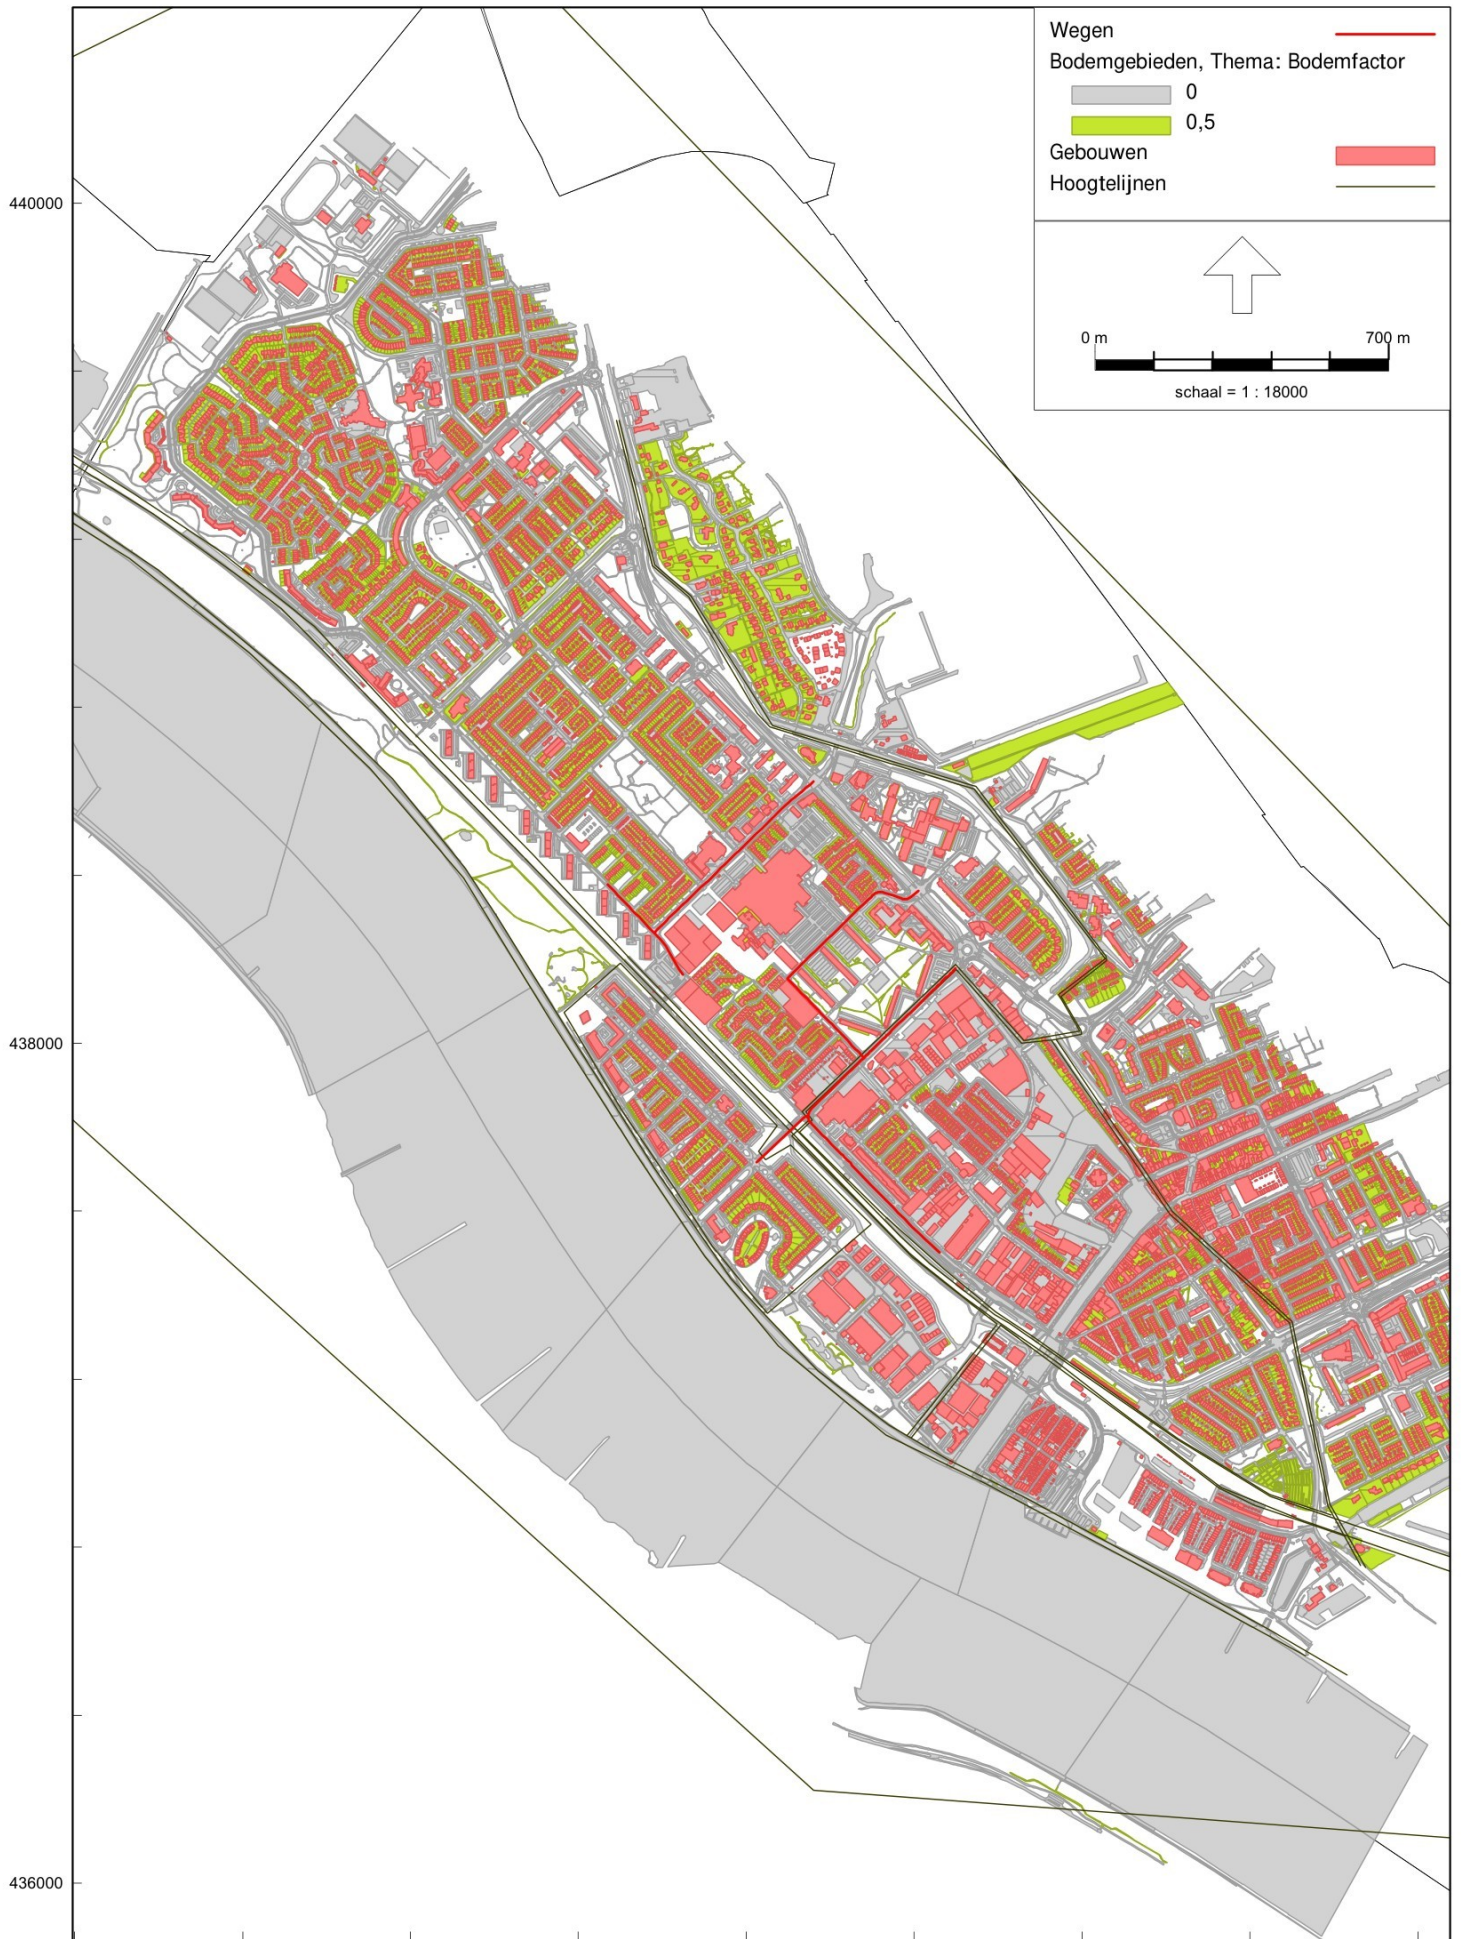 Wegen
Bodemgebieden, Thema: Bodemfactor
0
0,5
Gebouwen
Hoogtelijnen
0 m 700 m
schaal = 1 : 18000
440000
438000
436000